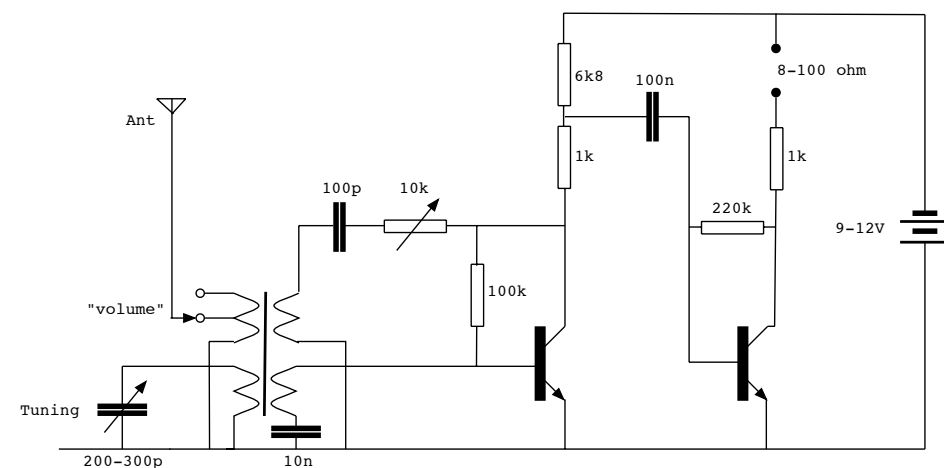 6k8
100n
8-100 ohm
Ant
1k
1k
100p
10k
220k
9-12V
100k
"volume"
Tuning
200-300p
10n